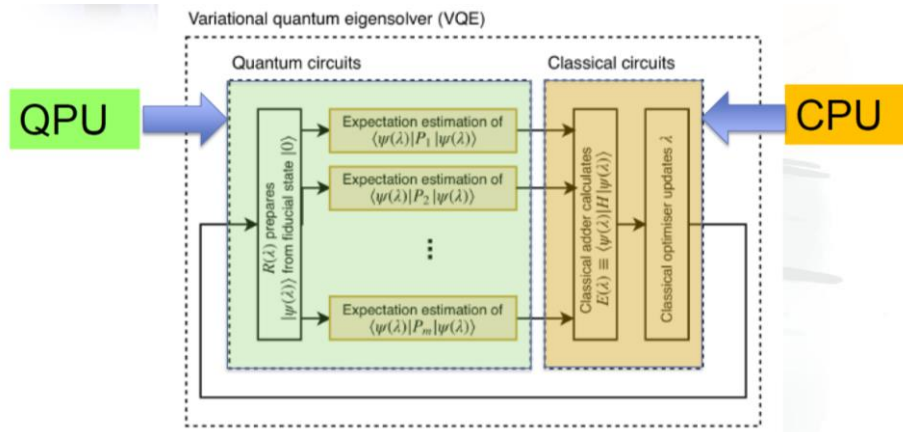 Variational quantum eigensolver (VQE)
Quantum circuits
Classical circuits
QPU
CPU
R(λ) prepares
|ψ(λ)⟩ from fiducial state |0⟩
Expectation estimation of
⟨ψ(λ)|P₁|ψ(λ)⟩
Expectation estimation of
⟨ψ(λ)|P₂|ψ(λ)⟩
...
Expectation estimation of
⟨ψ(λ)|Pₘ|ψ(λ)⟩
Classical adder calculates
E(λ) ≡ ⟨ψ(λ)|H|ψ(λ)⟩
Classical optimiser updates λ